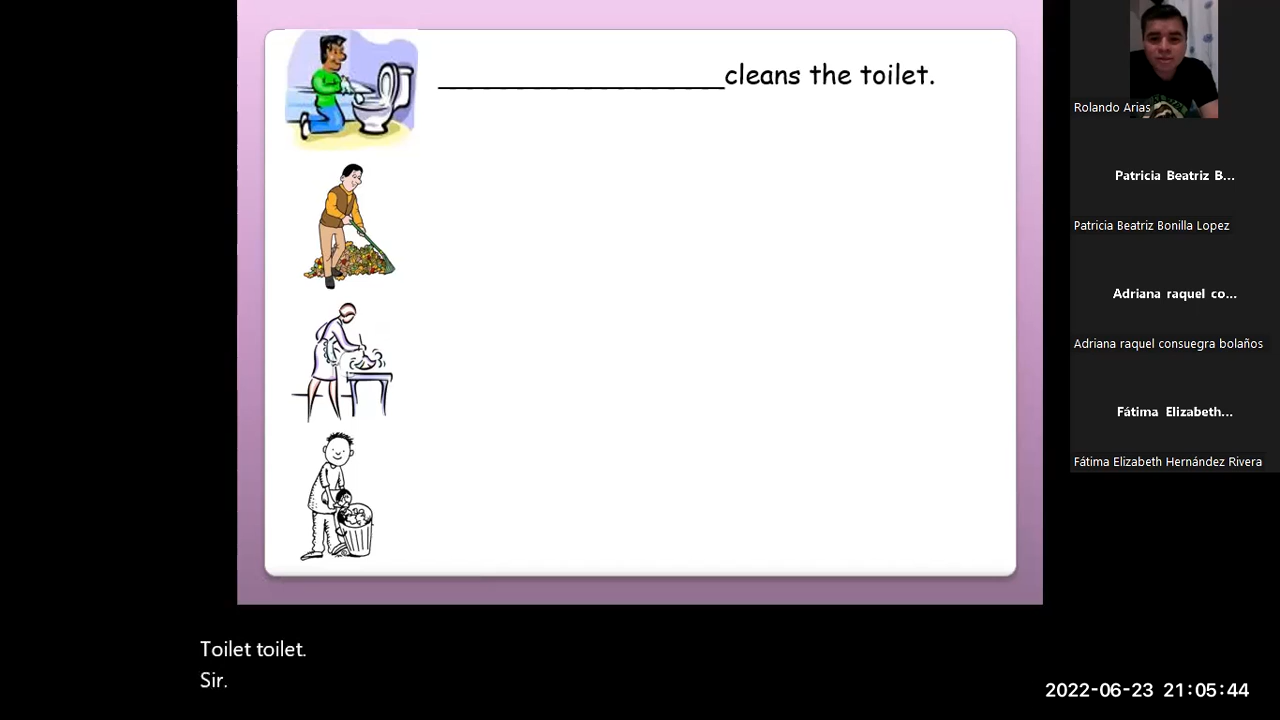 _________________cleans the toilet.
Rolando Arias
Patricia Beatriz B...
Patricia Beatriz Bonilla Lopez
Adriana raquel co...
Adriana raquel consuegra bolaños
Fátima Elizabeth...
Fátima Elizabeth Hernández Rivera
Toilet toilet.
Sir.
2022-06-23 21:05:44